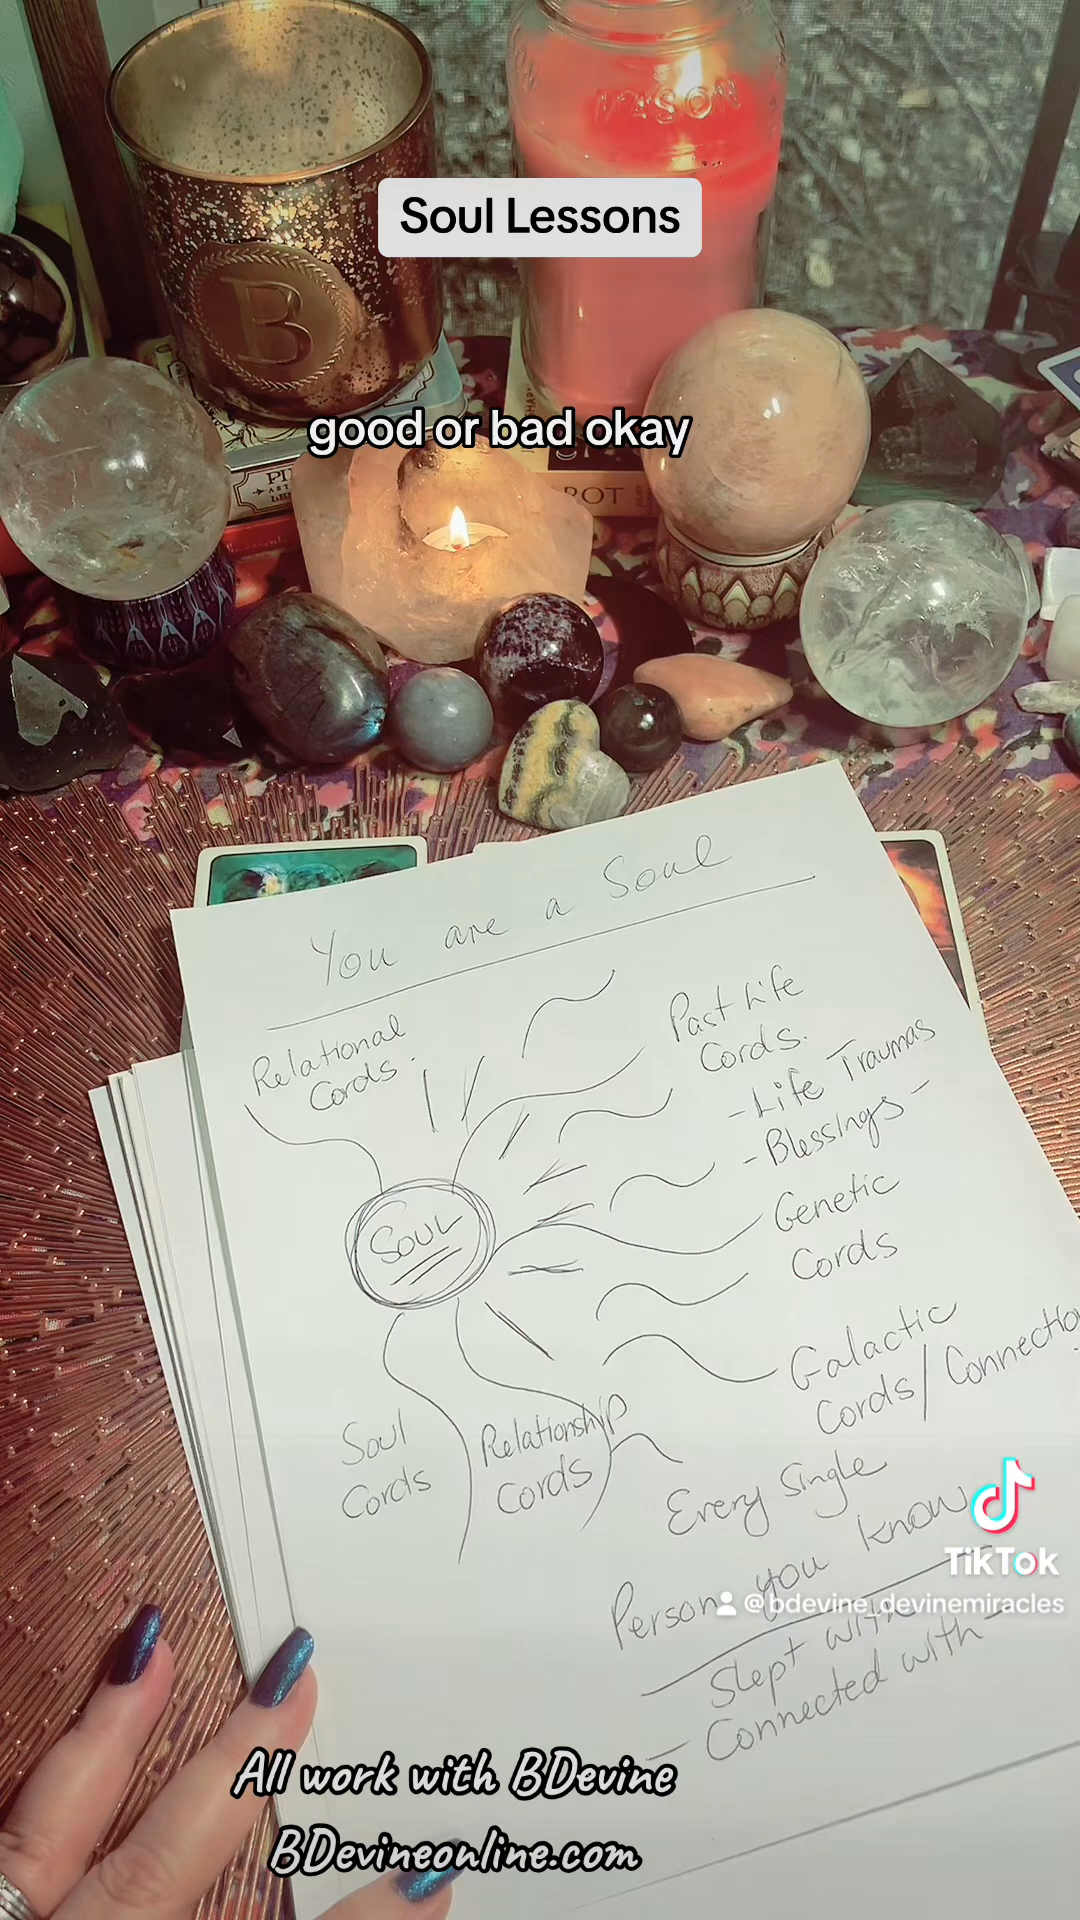 MASON
Soul Lessons
B
good or bad okay
You are a Soul
Relational
Cords.
Past Life
Cords.
- Life Traumas
- Blessings -
SOUL
Genetic
Cords
Galactic
Cords/Connectio
Soul
Cords
Relationship
Cords
Every Single
Person you know
Slept with
- Connected with -
TikTok
@bdevine_devinemiracles
All work with BDevine
BDevineonline.com